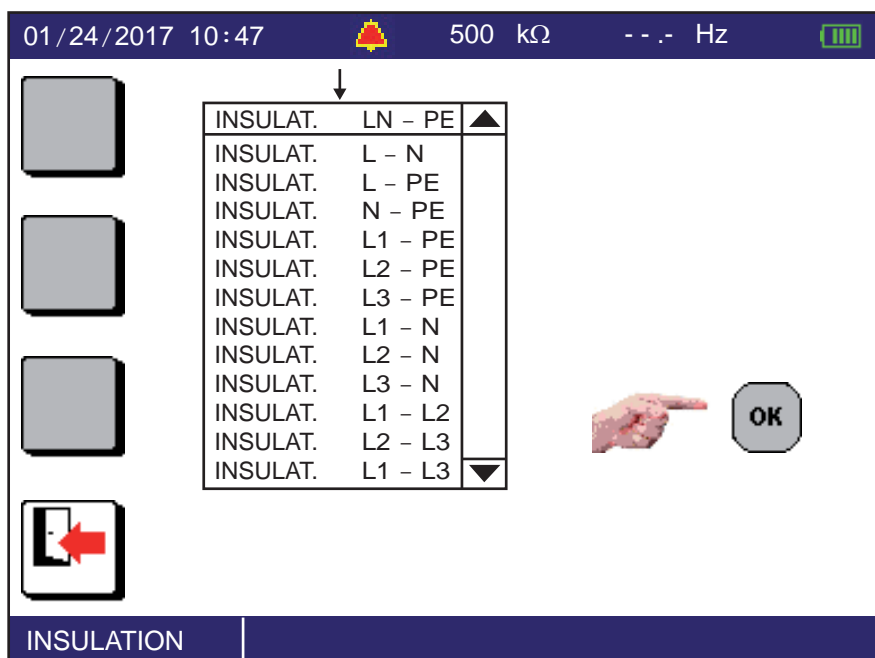 01/24/2017 10:47 500 kΩ - - .- Hz
INSULAT. LN – PE
INSULAT. L – N
INSULAT. L – PE
INSULAT. N – PE
INSULAT. L1 – PE
INSULAT. L2 – PE
INSULAT. L3 – PE
INSULAT. L1 – N
INSULAT. L2 – N
INSULAT. L3 – N
INSULAT. L1 – L2
INSULAT. L2 – L3
INSULAT. L1 – L3
OK
INSULATION